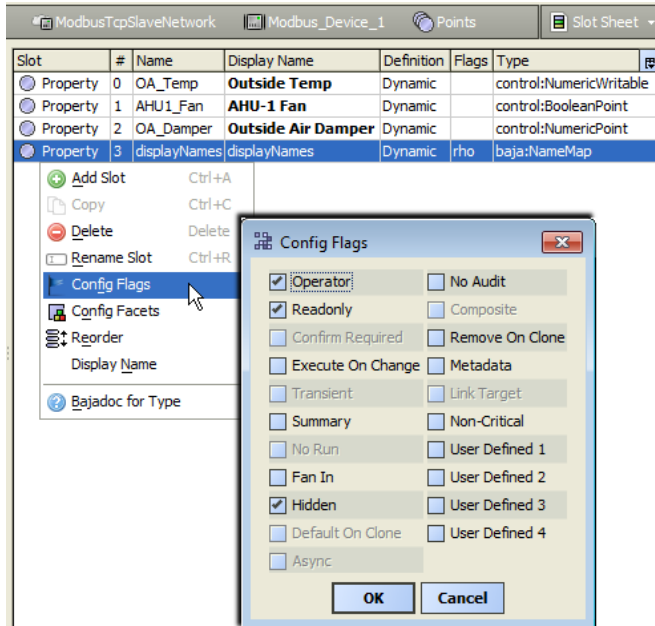 ModbusTcpSlaveNetwork Modbus_Device_1 Points Slot Sheet
Slot # Name Display Name Definition Flags Type
Property 0 OA_Temp Outside Temp Dynamic control:NumericWritable
Property 1 AHU1_Fan AHU-1 Fan Dynamic control:BooleanPoint
Property 2 OA_Damper Outside Air Damper Dynamic control:NumericPoint
Property 3 displayNames displayNames Dynamic rho baja:NameMap
Add Slot Ctrl+A
Copy Ctrl+C
Delete Delete
Rename Slot Ctrl+R
Config Flags
Config Facets
Reorder
Display Name
Bajadoc for Type
Config Flags
Operator No Audit
Readonly Composite
Confirm Required Remove On Clone
Execute On Change Metadata
Transient Link Target
Summary Non-Critical
No Run User Defined 1
Fan In User Defined 2
Hidden User Defined 3
Default On Clone User Defined 4
Async
OK Cancel